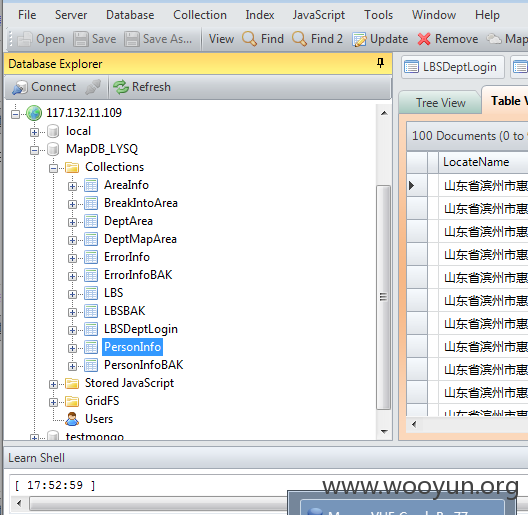 File Server Database Collection Index JavaScript Tools Window Help
Open Save Save As... View Find Find 2 Update Remove Map
Database Explorer
Connect Refresh
117.132.11.109
local
MapDB_LYSQ
Collections
AreaInfo
BreakIntoArea
DeptArea
DeptMapArea
ErrorInfo
ErrorInfoBAK
LBS
LBSBAK
LBSDeptLogin
PersonInfo
PersonInfoBAK
Stored JavaScript
GridFS
Users
testmongo
LBSDeptLogin
Tree View Table V
100 Documents (0 to
LocateName
山东省滨州市惠
山东省滨州市惠
山东省滨州市惠
山东省滨州市惠
山东省滨州市惠
山东省滨州市惠
山东省滨州市惠
山东省滨州市惠
山东省滨州市惠
山东省滨州市惠
山东省滨州市惠
Learn Shell
[ 17:52:59 ]
www.wooyun.org